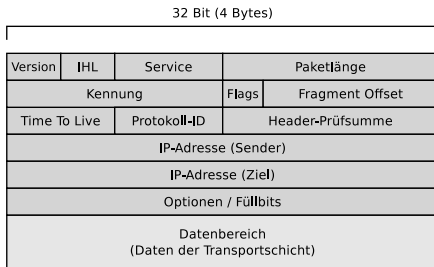 32 Bit (4 Bytes)
Version IHL Service Paketlänge
Kennung Flags Fragment Offset
Time To Live Protokoll-ID Header-Prüfsumme
IP-Adresse (Sender)
IP-Adresse (Ziel)
Optionen / Füllbits
Datenbereich
(Daten der Transportschicht)